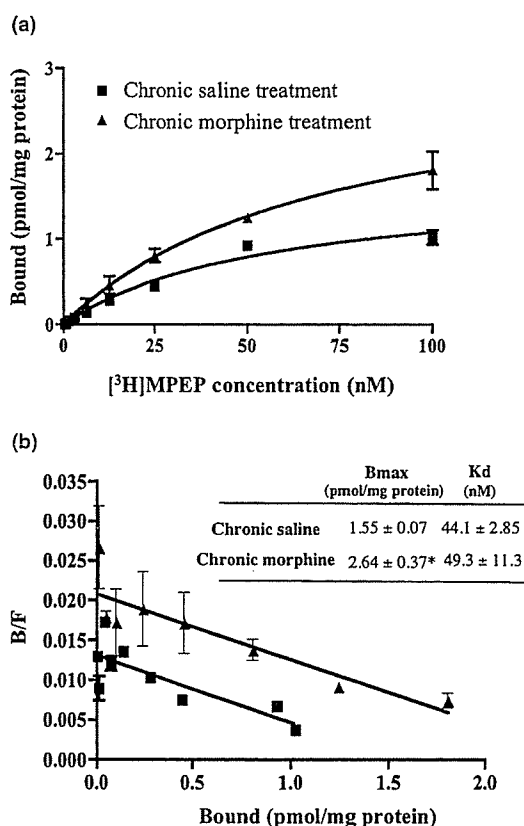 (a)
3
2
1
0
Bound (pmol/mg protein)
Chronic saline treatment
Chronic morphine treatment
0 25 50 75 100
[³H]MPEP concentration (nM)
(b)
0.035
0.030
0.025
0.020
0.015
0.010
0.005
0.000
B/F
Bmax Kd
(pmol/mg protein) (nM)
Chronic saline 1.55 ± 0.07 44.1 ± 2.85
Chronic morphine 2.64 ± 0.37* 49.3 ± 11.3
0.0 0.5 1.0 1.5 2.0
Bound (pmol/mg protein)